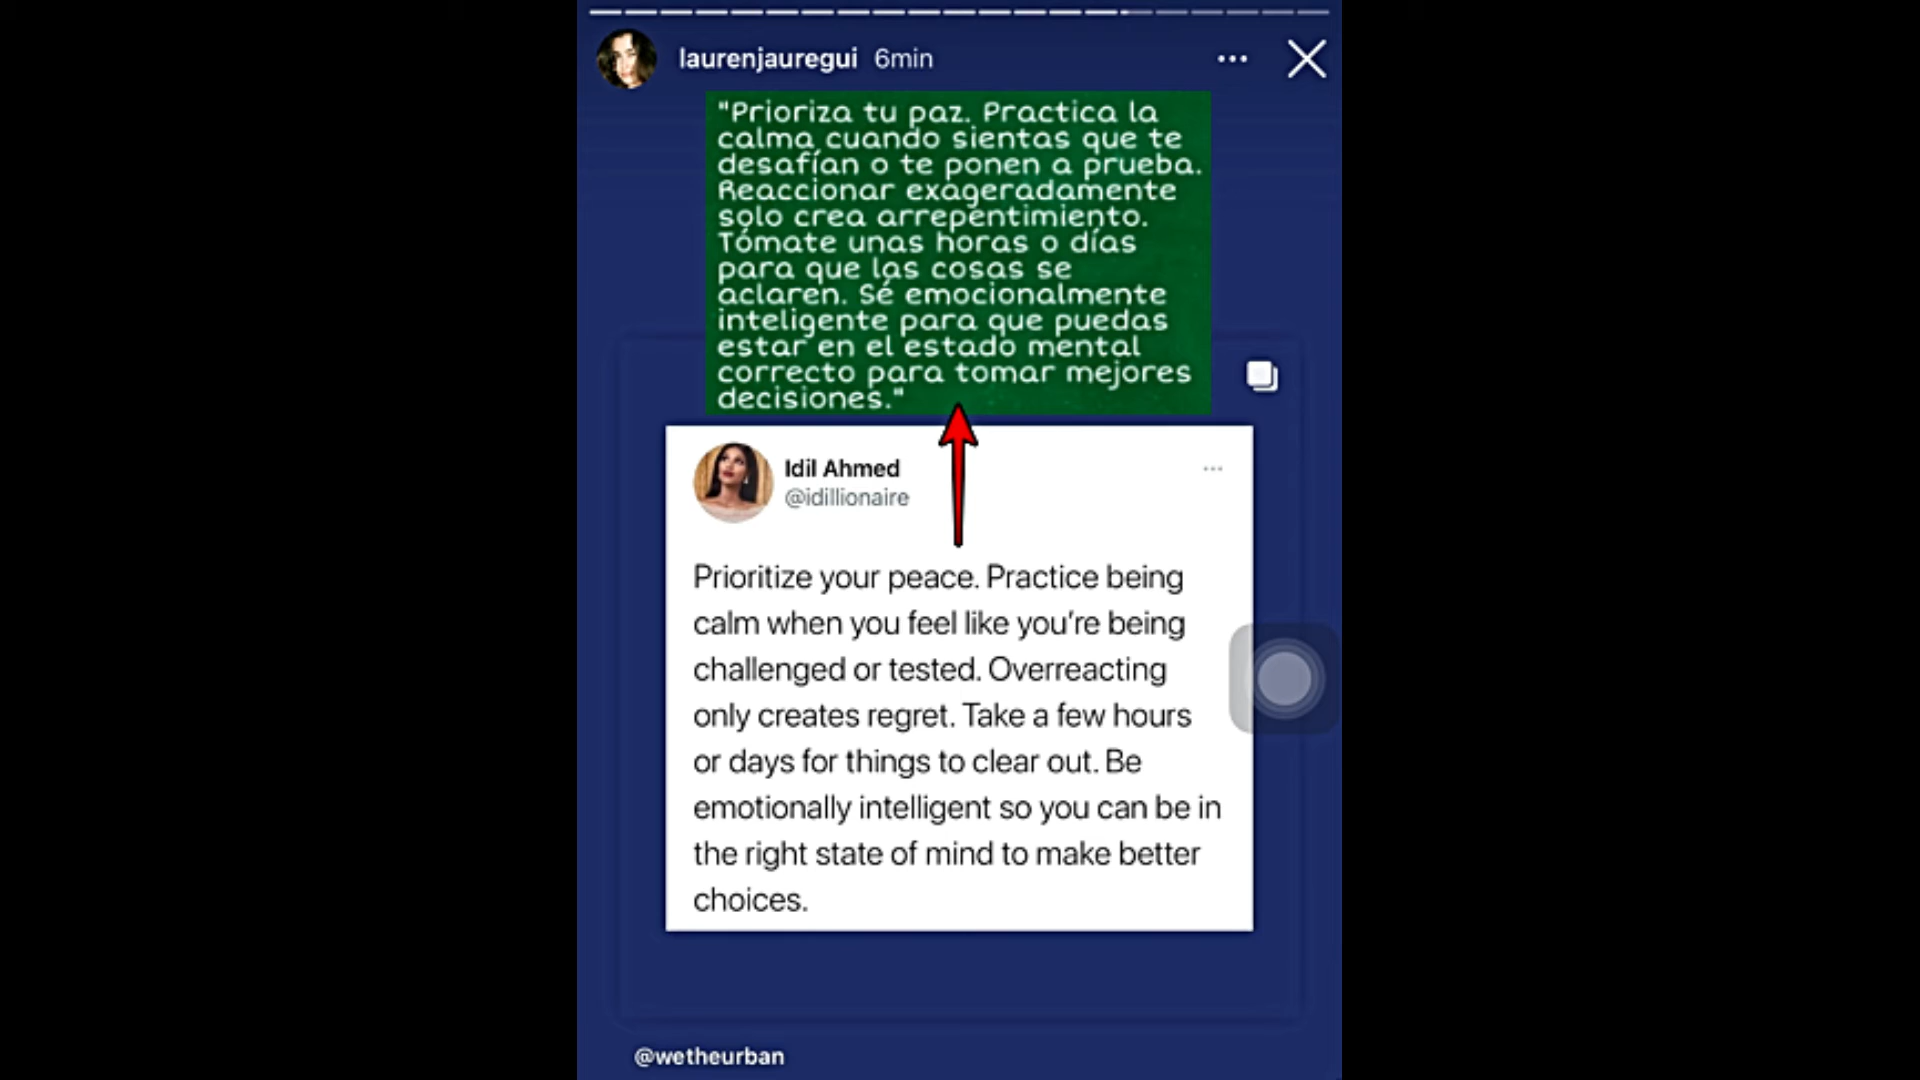 laurenjauregui 6min
"Prioriza tu paz. Practica la
calma cuando sientas que te
desafían o te ponen a prueba.
Reaccionar exageradamente
solo crea arrepentimiento.
Tómate unas horas o días
para que las cosas se
aclaren. Sé emocionalmente
inteligente para que puedas
estar en el estado mental
correcto para tomar mejores
decisiones."
Idil Ahmed
@idillionaire
Prioritize your peace. Practice being
calm when you feel like you're being
challenged or tested. Overreacting
only creates regret. Take a few hours
or days for things to clear out. Be
emotionally intelligent so you can be in
the right state of mind to make better
choices.
@wetheurban